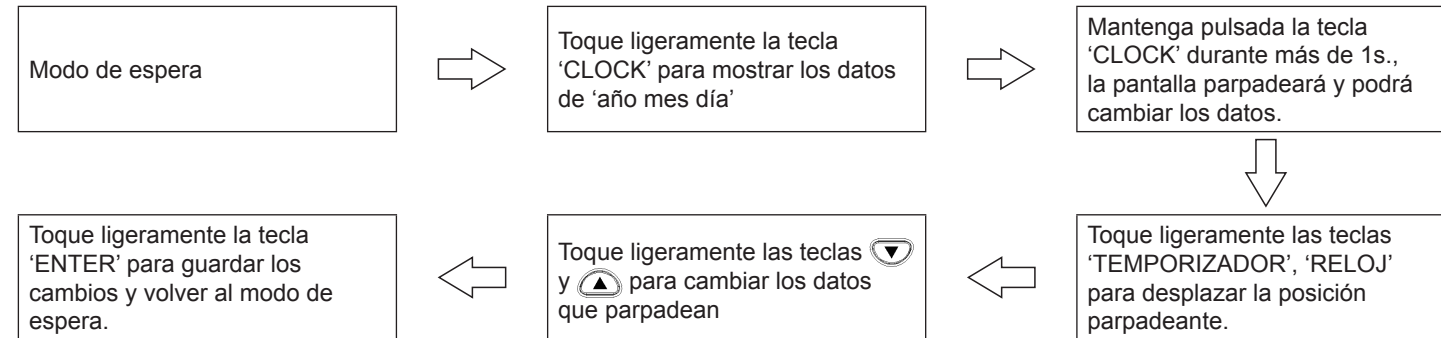 Modo de espera
Toque ligeramente la tecla
‘CLOCK’ para mostrar los datos
de ‘año mes día’
Mantenga pulsada la tecla
‘CLOCK’ durante más de 1s.,
la pantalla parpadeará y podrá
cambiar los datos.
Toque ligeramente las teclas
‘TEMPORIZADOR’, ‘RELOJ’
para desplazar la posición
parpadeante.
Toque ligeramente las teclas ▼
y ▲ para cambiar los datos
que parpadean
Toque ligeramente la tecla
‘ENTER’ para guardar los
cambios y volver al modo de
espera.